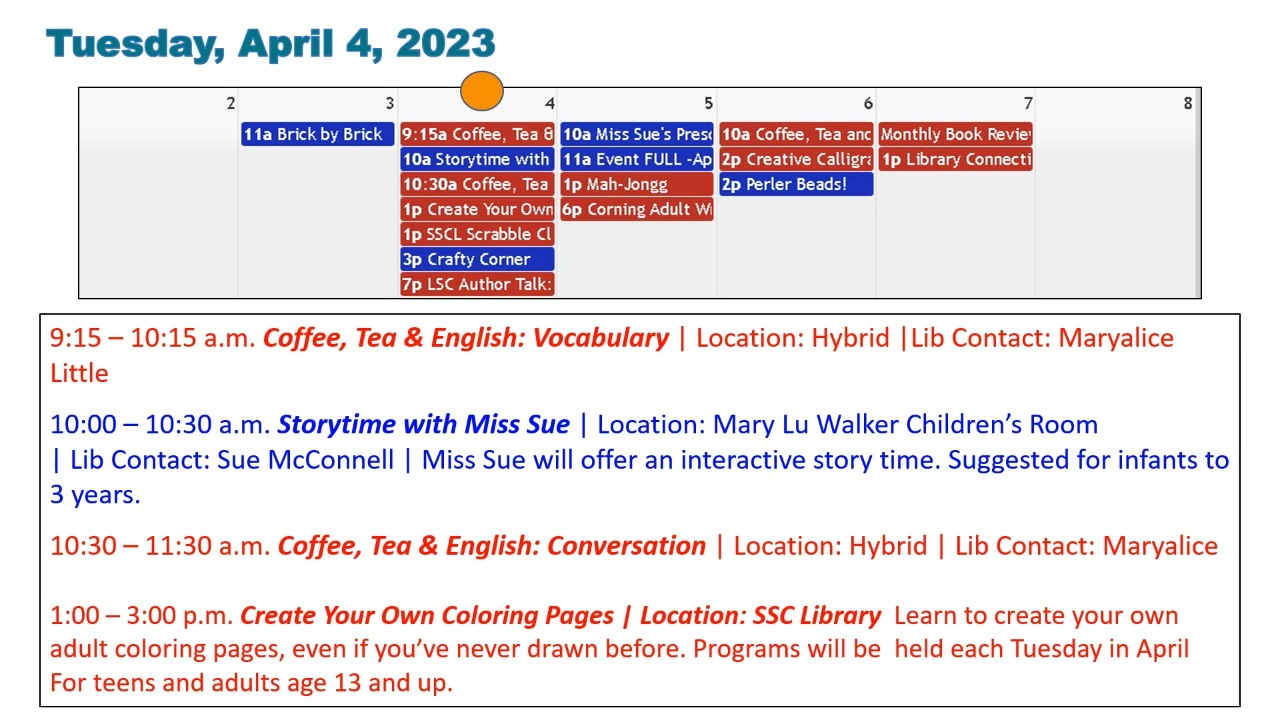 Tuesday, April 4, 2023
2 3 4 5 6 7 8
11a Brick by Brick
9:15a Coffee, Tea &
10a Storytime with
10:30a Coffee, Tea
1p Create Your Own
1p SSCL Scrabble Cl
3p Crafty Corner
7p LSC Author Talk:
10a Miss Sue's Presc
11a Event FULL -Ap
1p Mah-Jongg
6p Corning Adult Wi
10a Coffee, Tea anc
2p Creative Calligra
2p Perler Beads!
Monthly Book Review
1p Library Connecti
9:15 – 10:15 a.m. Coffee, Tea & English: Vocabulary | Location: Hybrid |Lib Contact: Maryalice
Little
10:00 – 10:30 a.m. Storytime with Miss Sue | Location: Mary Lu Walker Children’s Room
| Lib Contact: Sue McConnell | Miss Sue will offer an interactive story time. Suggested for infants to
3 years.
10:30 – 11:30 a.m. Coffee, Tea & English: Conversation | Location: Hybrid | Lib Contact: Maryalice
1:00 – 3:00 p.m. Create Your Own Coloring Pages | Location: SSC Library Learn to create your own
adult coloring pages, even if you’ve never drawn before. Programs will be held each Tuesday in April
For teens and adults age 13 and up.